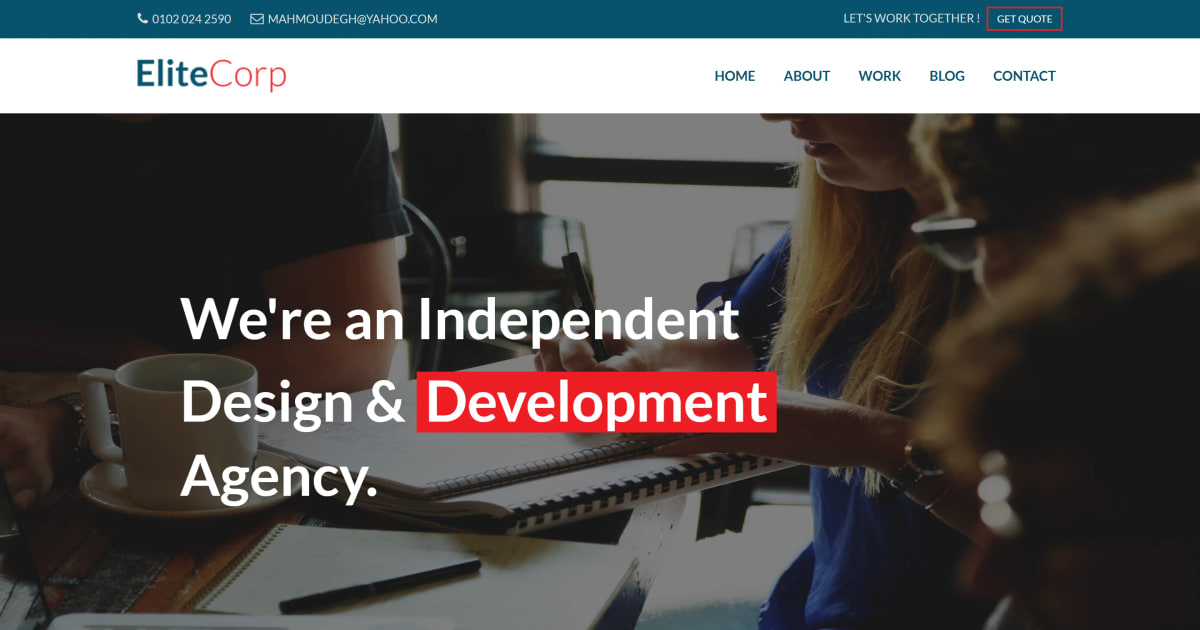 0102 024 2590 MAHMOUDEGH@YAHOO.COM LET'S WORK TOGETHER ! GET QUOTE
EliteCorp HOME ABOUT WORK BLOG CONTACT
We're an Independent
Design & Development
Agency.